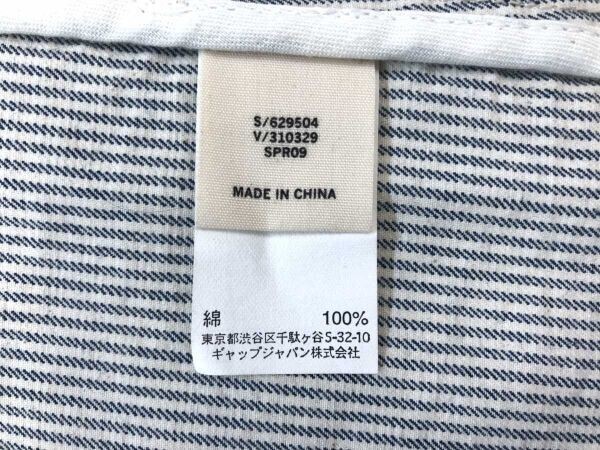 S/629504
V/310329
SPR09
MADE IN CHINA
綿 100%
東京都渋谷区千駄ヶ谷5-32-10
ギャップジャパン株式会社